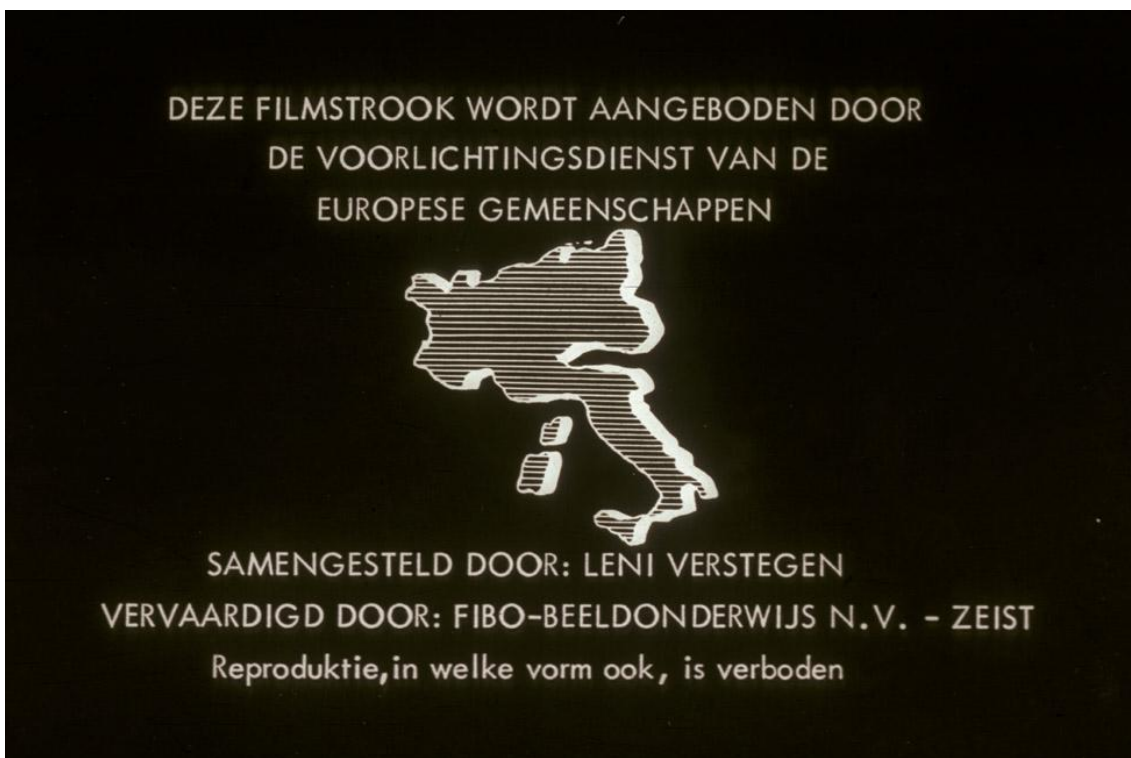 DEZE FILMSTROOK WORDT AANGEBODEN DOOR
DE VOORLICHTINGSDIENST VAN DE
EUROPESE GEMEENSCHAPPEN
SAMENGESTELD DOOR: LENI VERSTEGEN
VERVAARDIGD DOOR: FIBO-BEELDONDERWIJS N.V. - ZEIST
Reproduktie, in welke vorm ook, is verboden